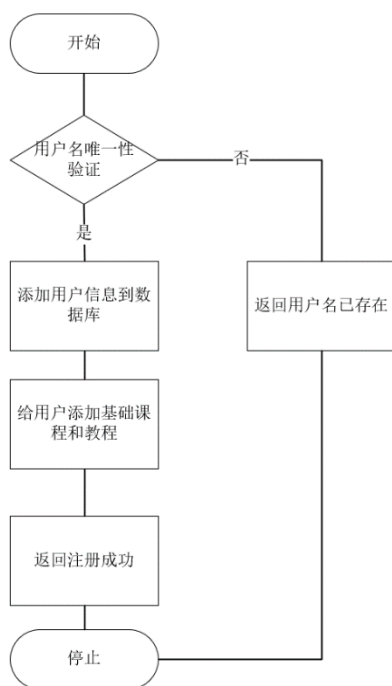 开始
用户名唯一性
验证
否
是
添加用户信息到数
据库
返回用户名已存在
给用户添加基础课
程和教程
返回注册成功
停止